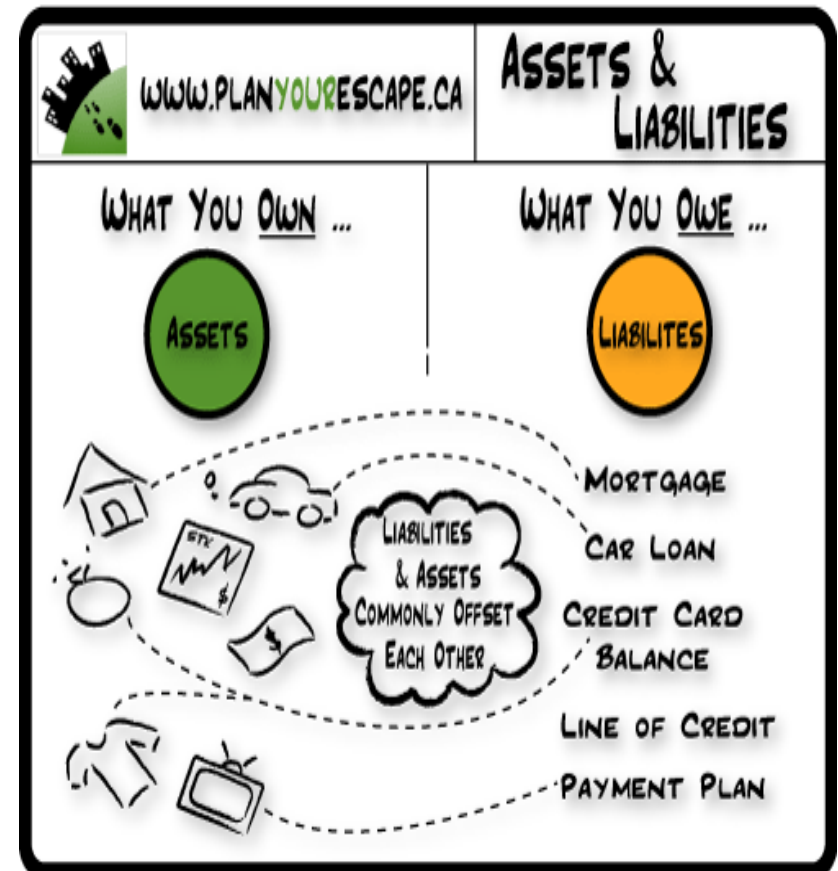 WWW.PLANYOURESCAPE.CA
ASSETS &
LIABILITIES
WHAT YOU OWN ...
WHAT YOU OWE ...
ASSETS
LIABILITES
MORTGAGE
CAR LOAN
CREDIT CARD
BALANCE
LINE OF CREDIT
PAYMENT PLAN
STK
$
$
LIABILITIES
& ASSETS
COMMONLY OFFSET
EACH OTHER